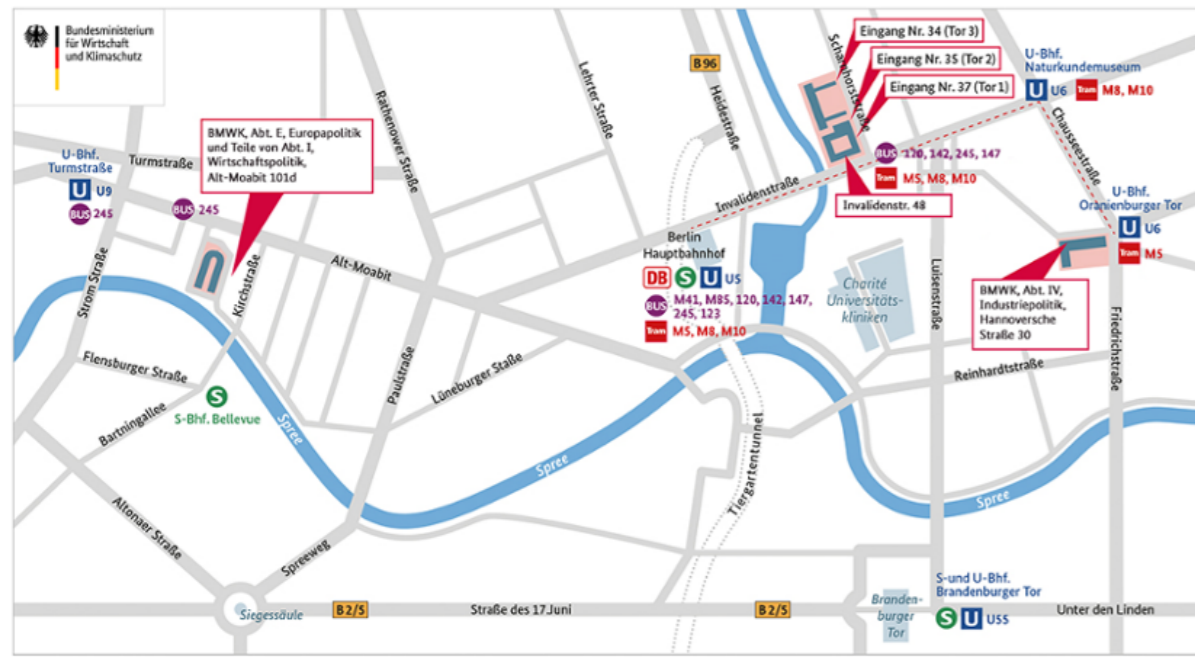 Bundesministerium
für Wirtschaft
und Klimaschutz
Eingang Nr. 34 (Tor 3)
Eingang Nr. 35 (Tor 2)
Eingang Nr. 37 (Tor 1)
Scharnhorststraße
B 96
Heidestraße
Lehrter Straße
Rathenower Straße
U-Bhf.
Naturkundemuseum
U U6 Tram M8, M10
Chausseestraße
BMWK, Abt. E, Europapolitik
und Teile von Abt. I,
Wirtschaftspolitik,
Alt-Moabit 101d
U-Bhf.
Turmstraße
U U9
BUS 245
Turmstraße
BUS 245
BUS 120, 142, 245, 147
Tram M5, M8, M10
Invalidenstraße
Invalidenstr. 48
U-Bhf.
Oranienburger Tor
U U6
Tram M5
Berlin
Hauptbahnhof
DB S U U5
BUS M41, M85, 120, 142, 147,
245, 123
Tram M5, M8, M10
Alt-Moabit
Kirchstraße
Strom Straße
Charité
Universitäts-
kliniken
Luisenstraße
BMWK, Abt. IV,
Industriepolitik,
Hannoversche
Straße 30
Friedrichstraße
Reinhardtstraße
Flensburger Straße
Paulstraße
Lüneburger Staße
Bartningallee
S
S-Bhf. Bellevue
Spree
Spree
Spree
Tiergartentunnel
Altonaer Straße
Spreeweg
Siegessäule
B 2/5
Straße des 17.Juni
B 2/5
Branden-
burger
Tor
S-und U-Bhf.
Brandenburger Tor
S U U55
Unter den Linden